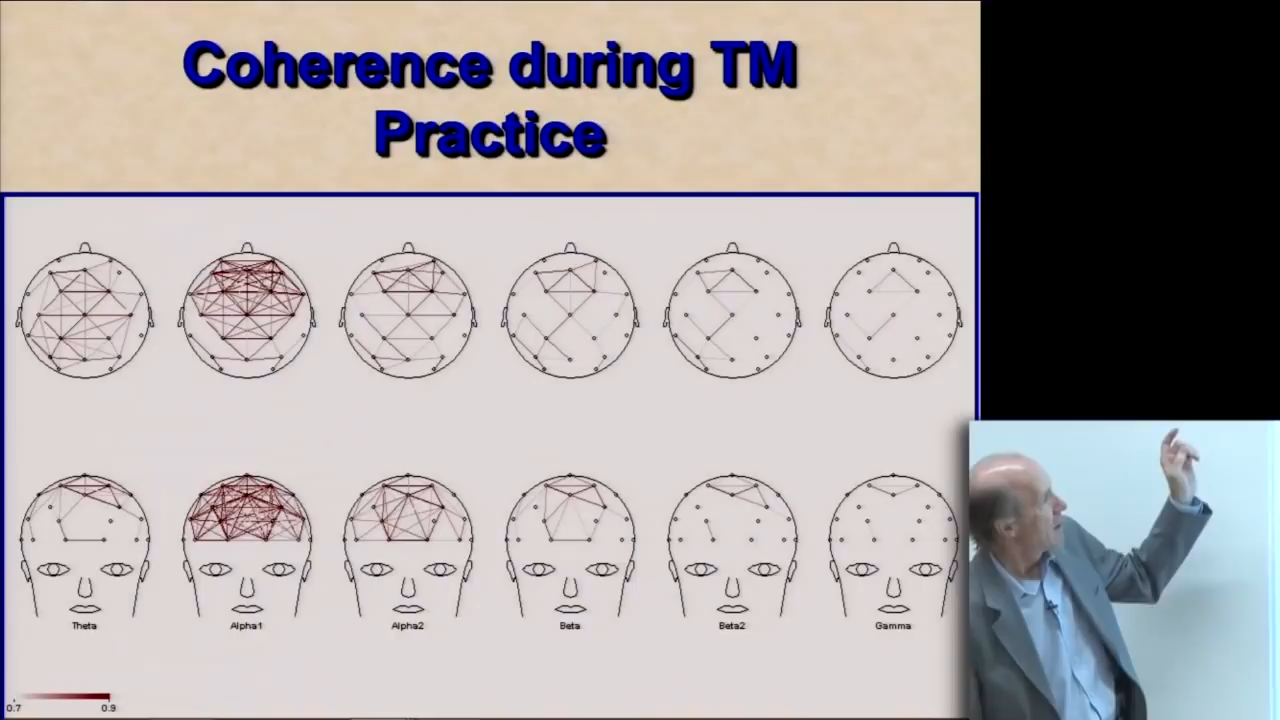 Coherence during TM
Practice
Theta
Alpha1
Alpha2
Beta
Beta2
Gamma
0.7
0.9